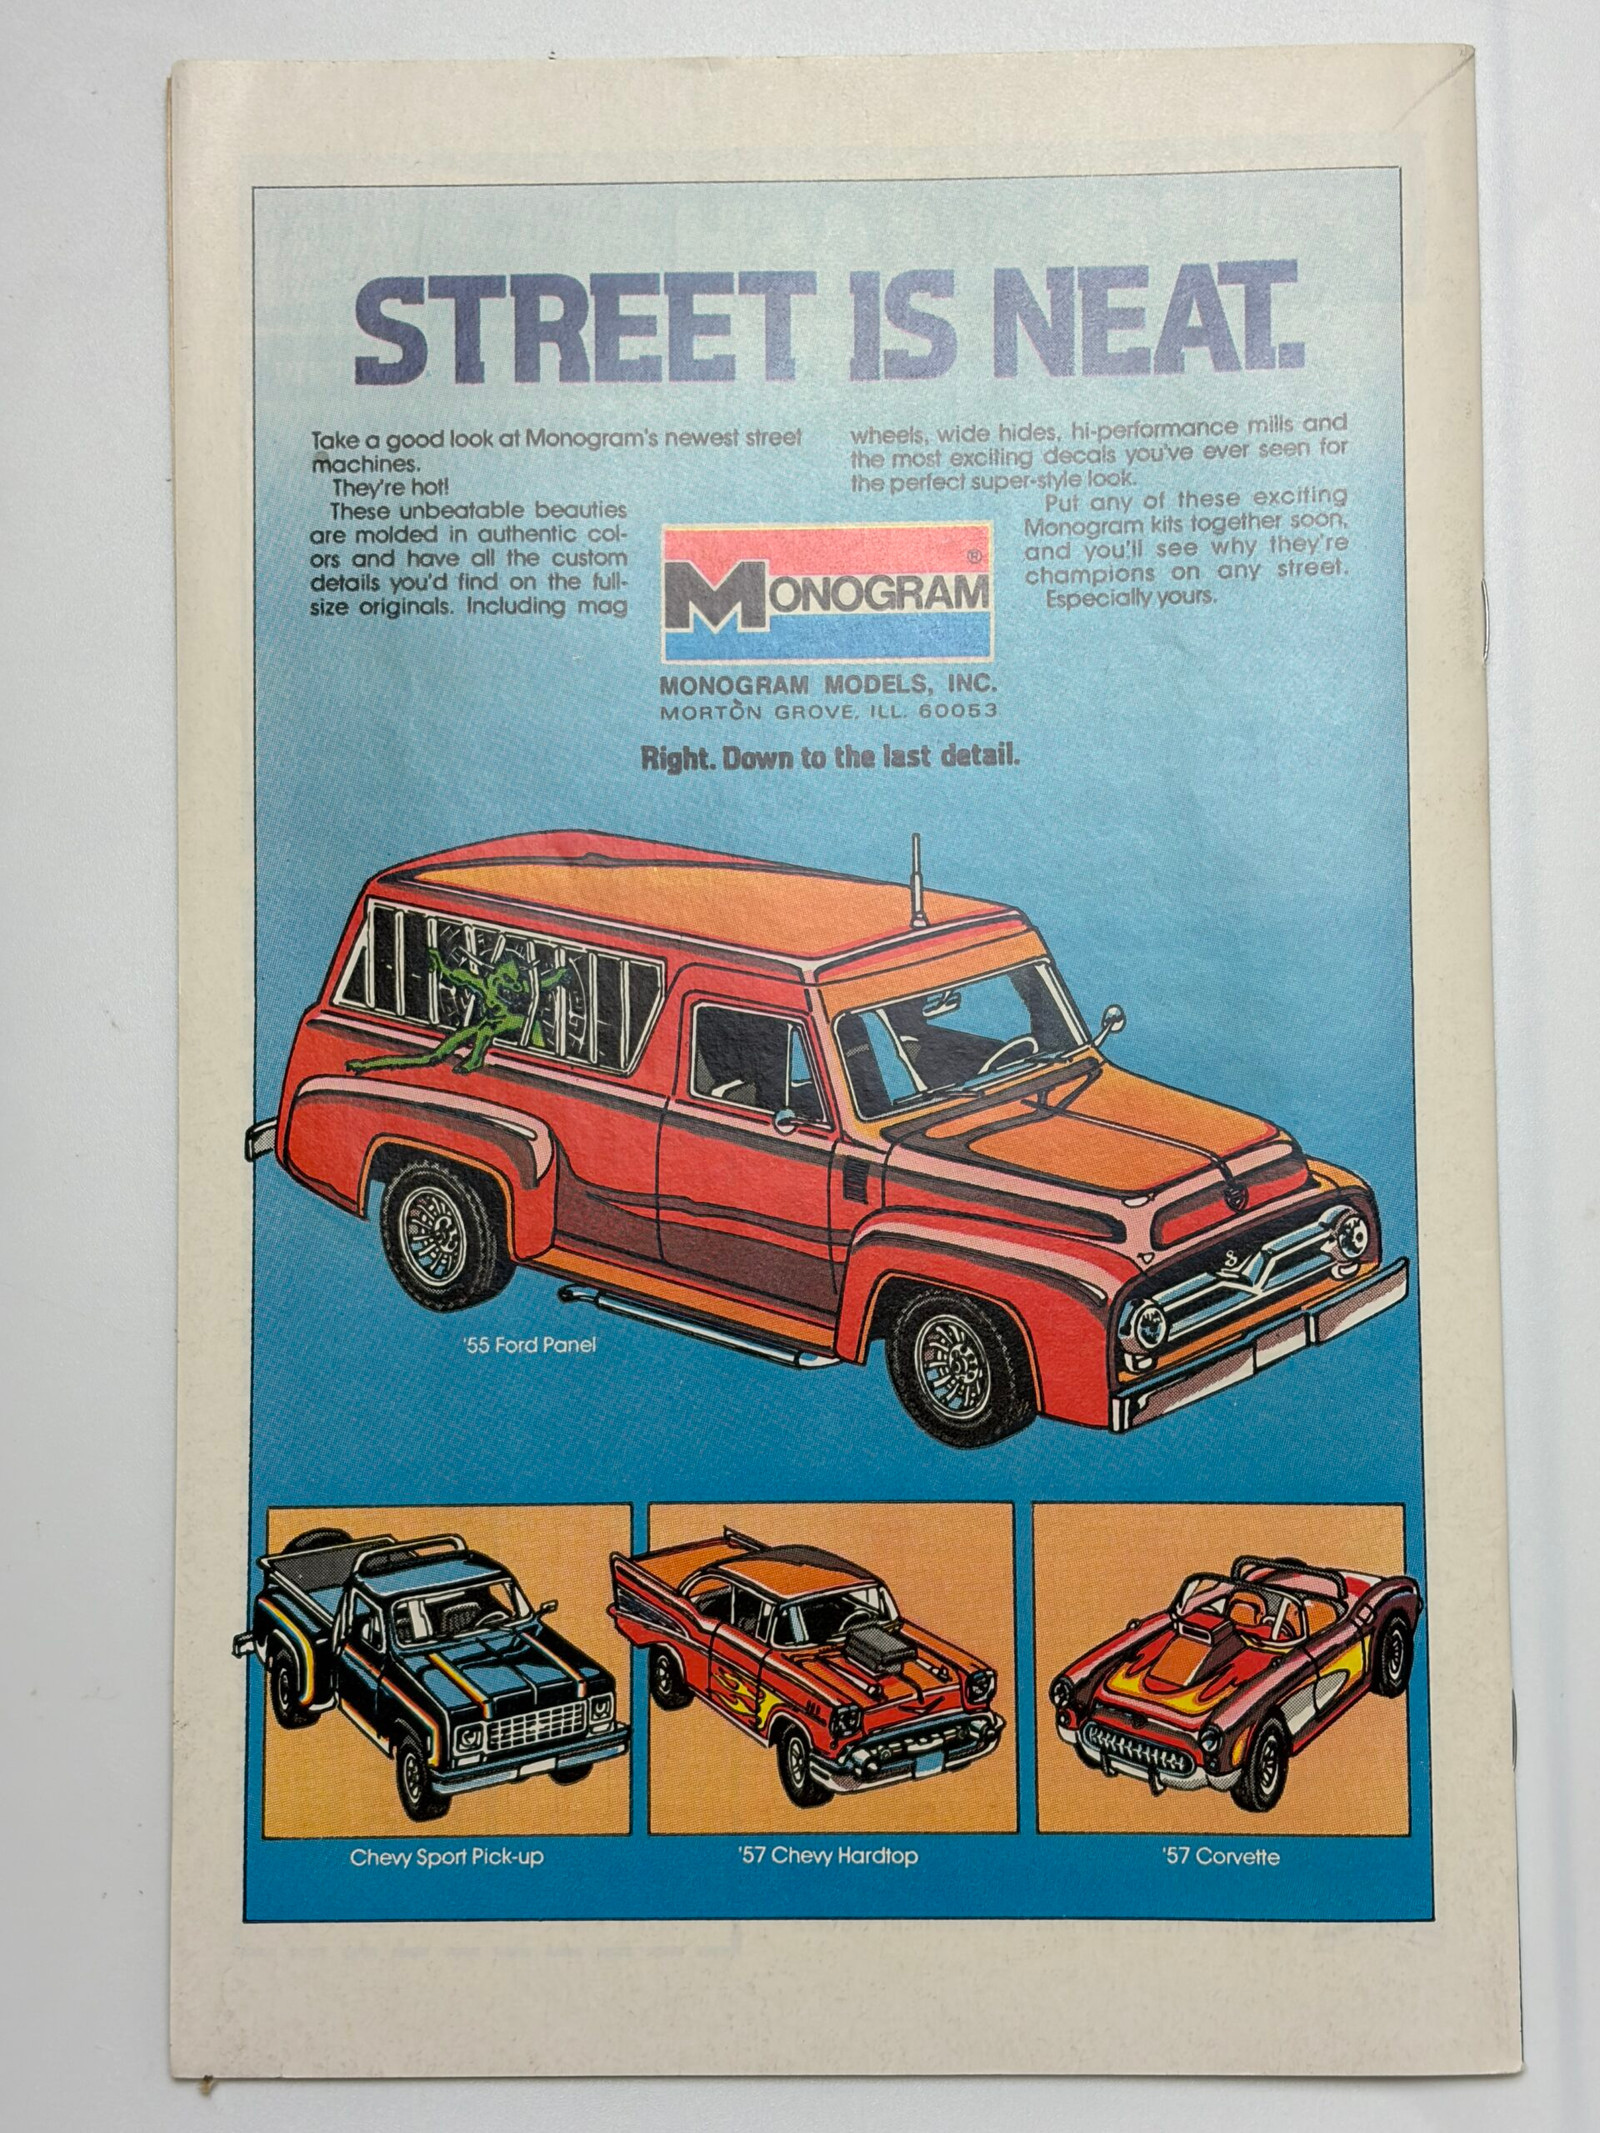 STREET IS NEAT.
Take a good look at Monogram's newest street
machines.
They're hot!
These unbeatable beauties
are molded in authentic col-
ors and have all the custom
details you'd find on the full-
size originals. Including mag
wheels, wide hides, hi-performance mills and
the most exciting decals you've ever seen for
the perfect super-style look.
Put any of these exciting
Monogram kits together soon,
and you'll see why they're
champions on any street.
Especially yours.
MONOGRAM ®
MONOGRAM MODELS, INC.
MORTON GROVE, ILL. 60053
Right. Down to the last detail.
'55 Ford Panel
Chevy Sport Pick-up
'57 Chevy Hardtop
'57 Corvette